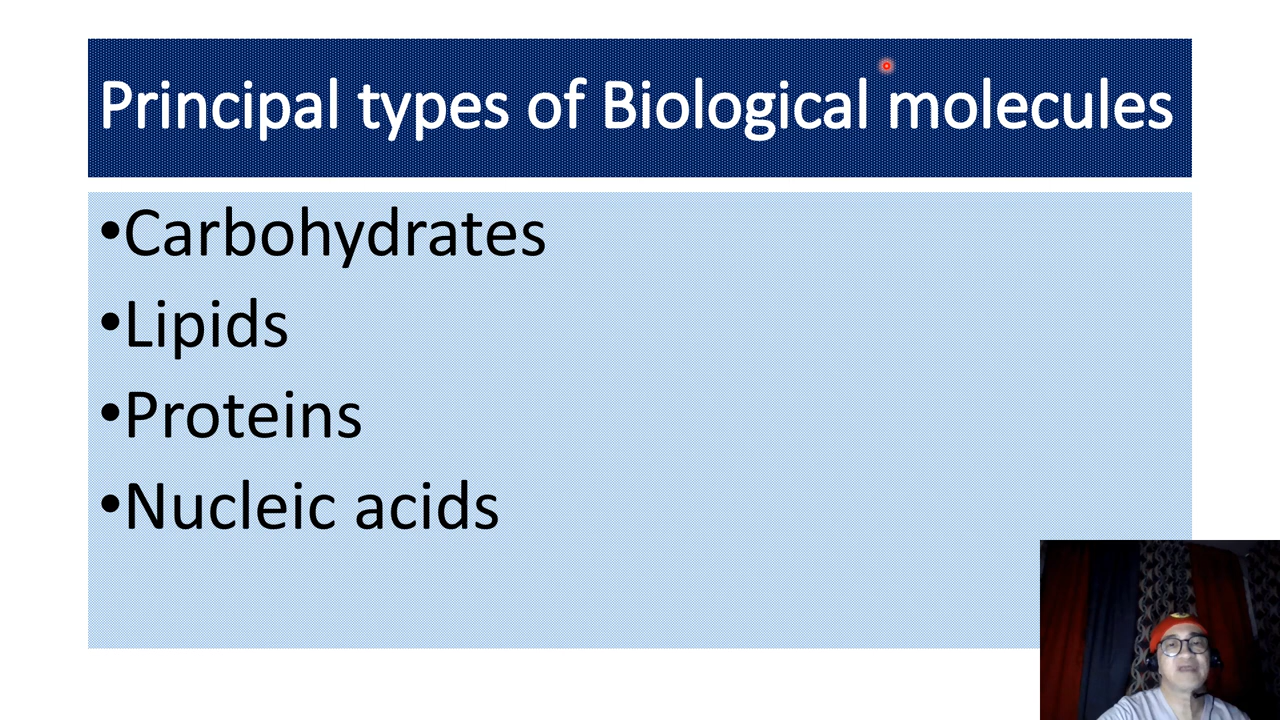 Principal types of Biological molecules
•Carbohydrates
•Lipids
•Proteins
•Nucleic acids